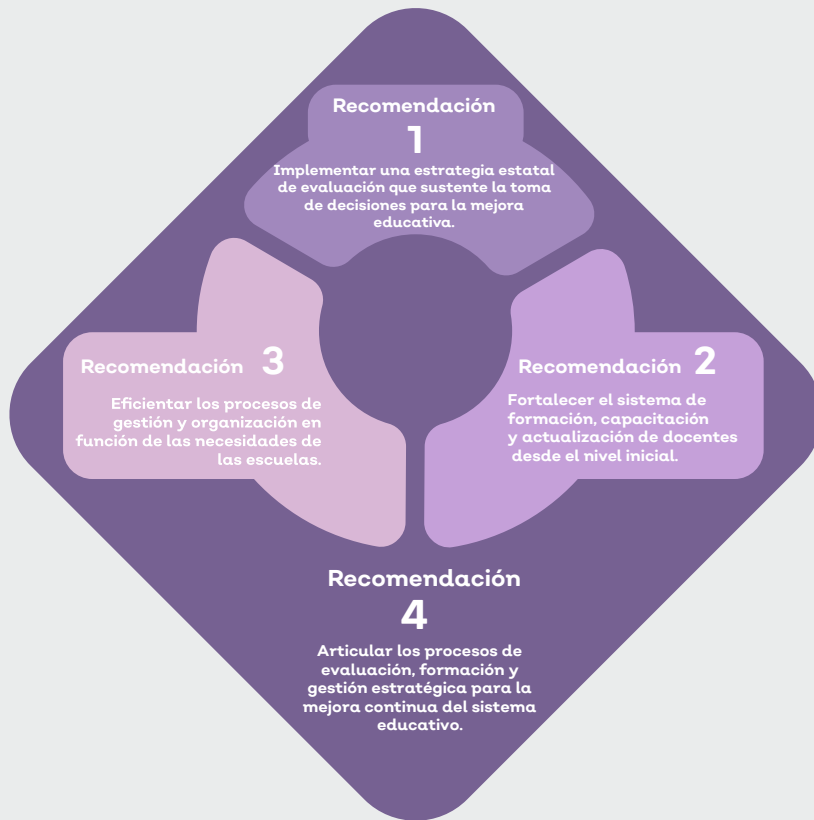 Recomendación
1
Implementar una estrategia estatal
de evaluación que sustente la toma
de decisiones para la mejora
educativa.
Recomendación 3
Eficientar los procesos de
gestión y organización en
función de las necesidades de
las escuelas.
Recomendación 2
Fortalecer el sistema de
formación, capacitación
y actualización de docentes
desde el nivel inicial.
Recomendación
4
Articular los procesos de
evaluación, formación y
gestión estratégica para la
mejora continua del sistema
educativo.